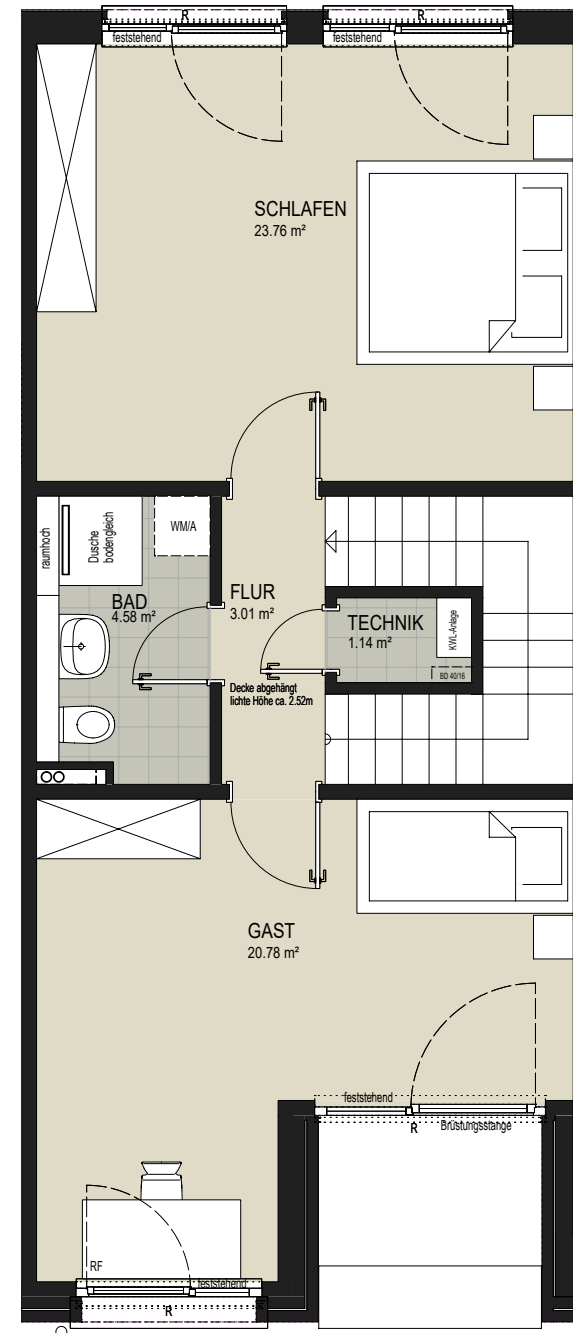 R
R
feststehend
feststehend
SCHLAFEN
23.76 m²
raumhoch
Dusche
bodengleich
WM/A
BAD
4.58 m²
FLUR
3.01 m²
TECHNIK
1.14 m²
KWL-Anlage
BD 40/16
Decke abgehängt
lichte Höhe ca. 2.52m
GAST
20.78 m²
feststehend
R
Brüstungsstange
RF
feststehend
R